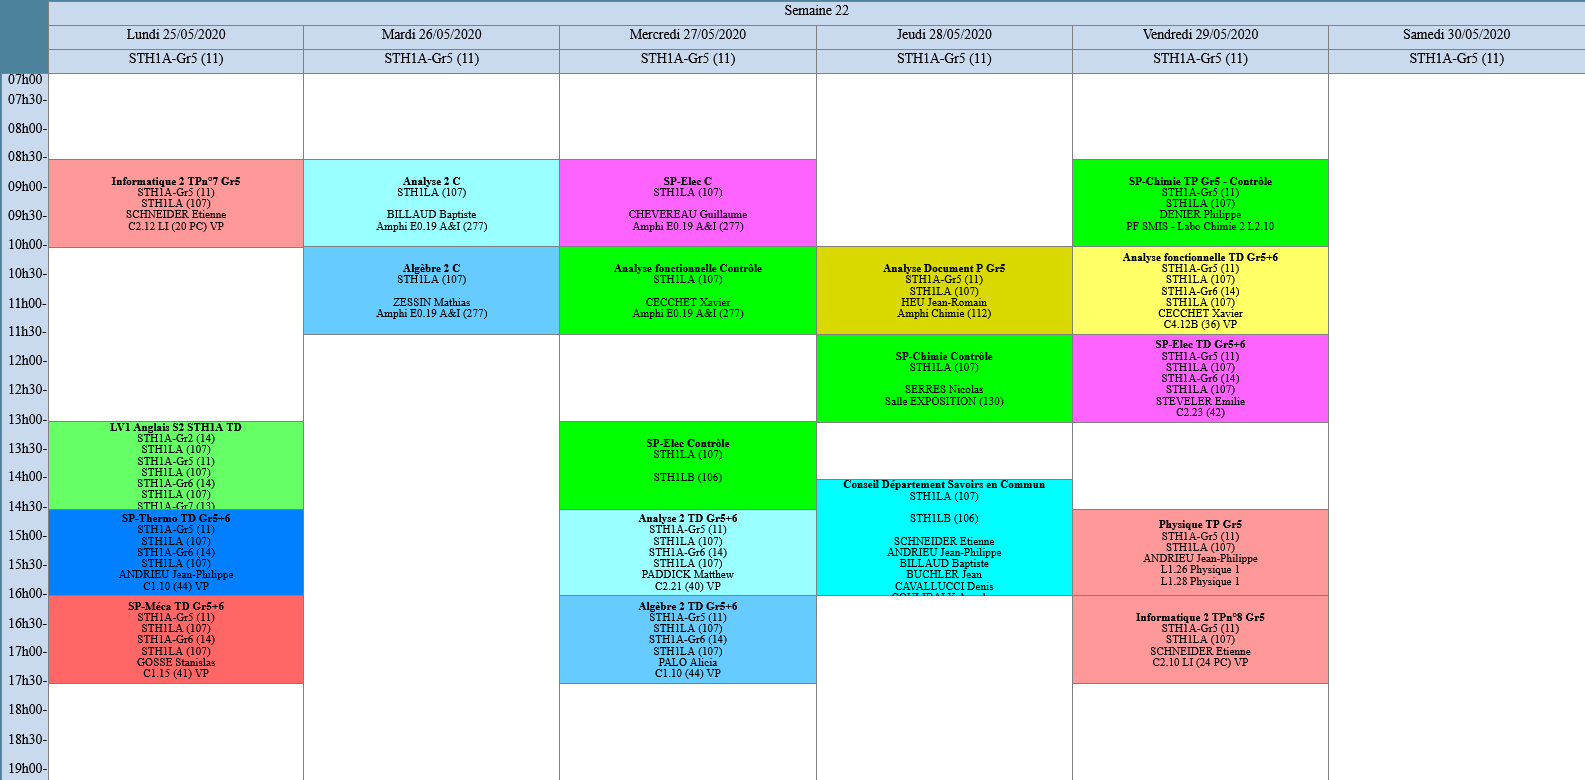 Semaine 22
Lundi 25/05/2020
Mardi 26/05/2020
Mercredi 27/05/2020
Jeudi 28/05/2020
Vendredi 29/05/2020
Samedi 30/05/2020
STH1A-Gr5 (11)
STH1A-Gr5 (11)
STH1A-Gr5 (11)
STH1A-Gr5 (11)
STH1A-Gr5 (11)
STH1A-Gr5 (11)
07h00
07h30-
08h00-
08h30-
09h00-
09h30-
10h00-
10h30-
11h00-
11h30-
12h00-
12h30-
13h00-
13h30-
14h00-
14h30-
15h00-
15h30-
16h00-
16h30-
17h00-
17h30-
18h00-
18h30-
19h00-
Informatique 2 TPn°7 Gr5
STH1A-Gr5 (11)
STH1LA (107)
SCHNEIDER Etienne
C2.12 LI (20 PC) VP
LV1 Anglais S2 STH1A TD
STH1A-Gr2 (14)
STH1LA (107)
STH1A-Gr5 (11)
STH1LA (107)
STH1A-Gr6 (14)
STH1LA (107)
STH1A-Gr7 (13)
SP-Thermo TD Gr5+6
STH1A-Gr5 (11)
STH1LA (107)
STH1A-Gr6 (14)
STH1LA (107)
ANDRIEU Jean-Philippe
C1.10 (44) VP
SP-Méca TD Gr5+6
STH1A-Gr5 (11)
STH1LA (107)
STH1A-Gr6 (14)
STH1LA (107)
GOSSE Stanislas
C1.15 (41) VP
Analyse 2 C
STH1LA (107)
BILLAUD Baptiste
Amphi E0.19 A&I (277)
Algèbre 2 C
STH1LA (107)
ZESSIN Mathias
Amphi E0.19 A&I (277)
SP-Elec C
STH1LA (107)
CHEVEREAU Guillaume
Amphi E0.19 A&I (277)
Analyse fonctionnelle Contrôle
STH1LA (107)
CECCHET Xavier
Amphi E0.19 A&I (277)
SP-Elec Contrôle
STH1LA (107)
STH1LB (106)
Analyse 2 TD Gr5+6
STH1A-Gr5 (11)
STH1LA (107)
STH1A-Gr6 (14)
STH1LA (107)
PADDICK Matthew
C2.21 (40) VP
Algèbre 2 TD Gr5+6
STH1A-Gr5 (11)
STH1LA (107)
STH1A-Gr6 (14)
STH1LA (107)
PALO Alicia
C1.10 (44) VP
Analyse Document P Gr5
STH1A-Gr5 (11)
STH1LA (107)
HEU Jean-Romain
Amphi Chimie (112)
SP-Chimie Contrôle
STH1LA (107)
SERRES Nicolas
Salle EXPOSITION (130)
Conseil Département Savoirs en Commun
STH1LA (107)
STH1LB (106)
SCHNEIDER Etienne
ANDRIEU Jean-Philippe
BILLAUD Baptiste
BUCHLER Jean
CAVALLUCCI Denis
SP-Chimie TP Gr5 - Contrôle
STH1A-Gr5 (11)
STH1LA (107)
DENIER Philippe
PF SMIS - Labo Chimie 2 L2.10
Analyse fonctionnelle TD Gr5+6
STH1A-Gr5 (11)
STH1LA (107)
STH1A-Gr6 (14)
STH1LA (107)
CECCHET Xavier
C4.12B (36) VP
SP-Elec TD Gr5+6
STH1A-Gr5 (11)
STH1LA (107)
STH1A-Gr6 (14)
STH1LA (107)
STEVELER Emilie
C2.23 (42)
Physique TP Gr5
STH1A-Gr5 (11)
STH1LA (107)
ANDRIEU Jean-Philippe
L1.26 Physique 1
L1.28 Physique 1
Informatique 2 TPn°8 Gr5
STH1A-Gr5 (11)
STH1LA (107)
SCHNEIDER Etienne
C2.10 LI (24 PC) VP